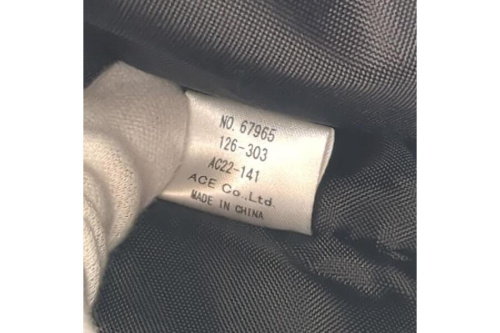 NO. 67965
126-303
AC22-141
ACE Co.,Ltd.
MADE IN CHINA